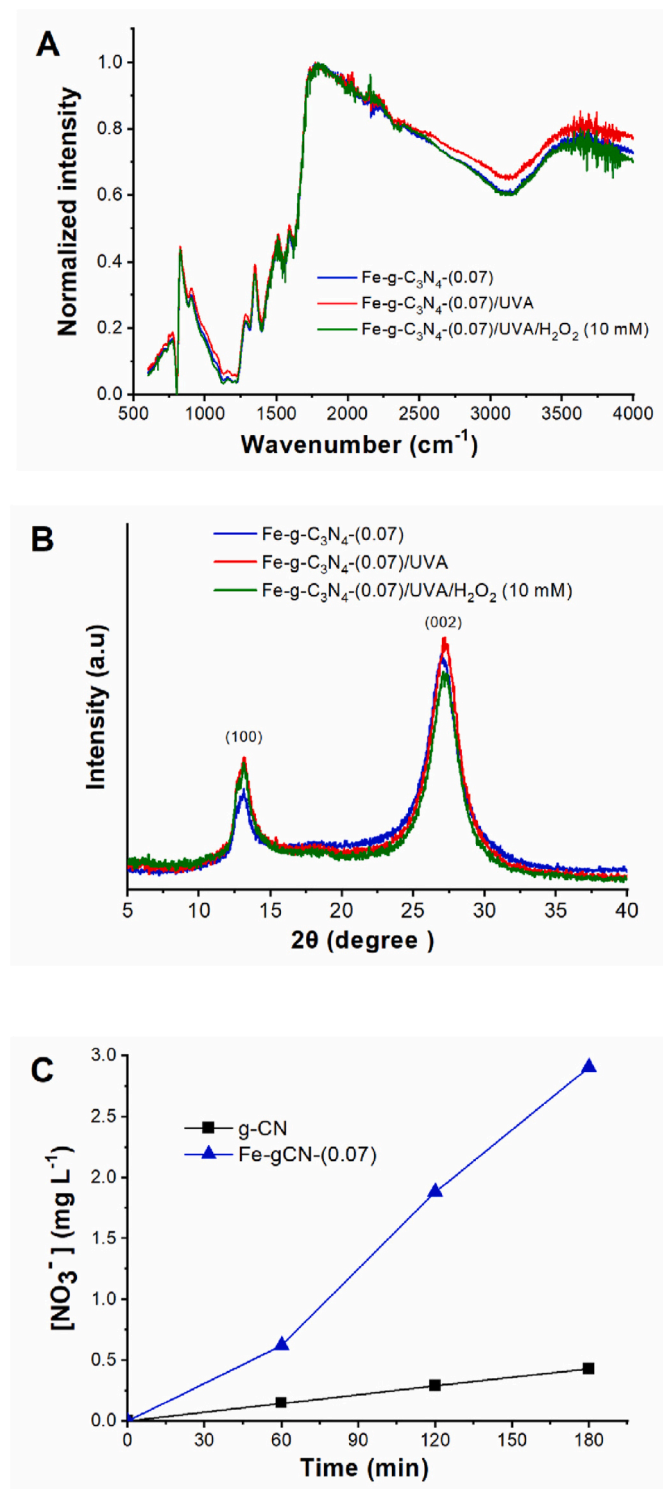 A
1.0
0.8
0.6
0.4
0.2
0.0
Normalized intensity
Fe-g-C₃N₄-(0.07)
Fe-g-C₃N₄-(0.07)/UVA
Fe-g-C₃N₄-(0.07)/UVA/H₂O₂ (10 mM)
500 1000 1500 2000 2500 3000 3500 4000
Wavenumber (cm⁻¹)
B
Fe-g-C₃N₄-(0.07)
Fe-g-C₃N₄-(0.07)/UVA
Fe-g-C₃N₄-(0.07)/UVA/H₂O₂ (10 mM)
(002)
(100)
Intensity (a.u)
5 10 15 20 25 30 35 40
2θ (degree )
C
3.0
2.5
2.0
1.5
1.0
0.5
0.0
[NO₃⁻] (mg L⁻¹)
g-CN
Fe-gCN-(0.07)
0 30 60 90 120 150 180
Time (min)